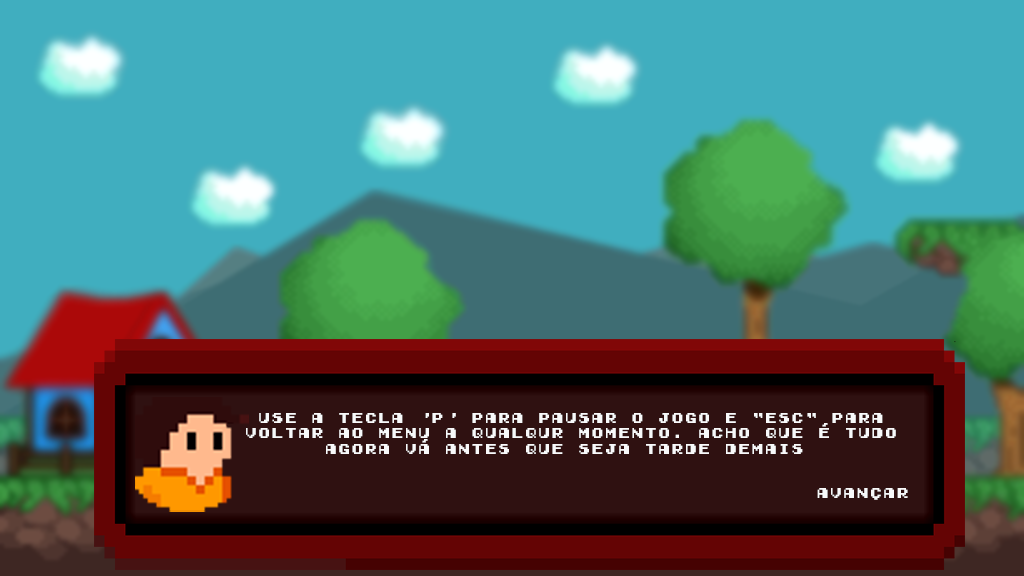 USE A TECLA 'P' PARA PAUSAR O JOGO E "ESC" PARA
VOLTAR AO MENU A QUALQUR MOMENTO. ACHO QUE É TUDO
AGORA VÁ ANTES QUE SEJA TARDE DEMAIS
AVANÇAR